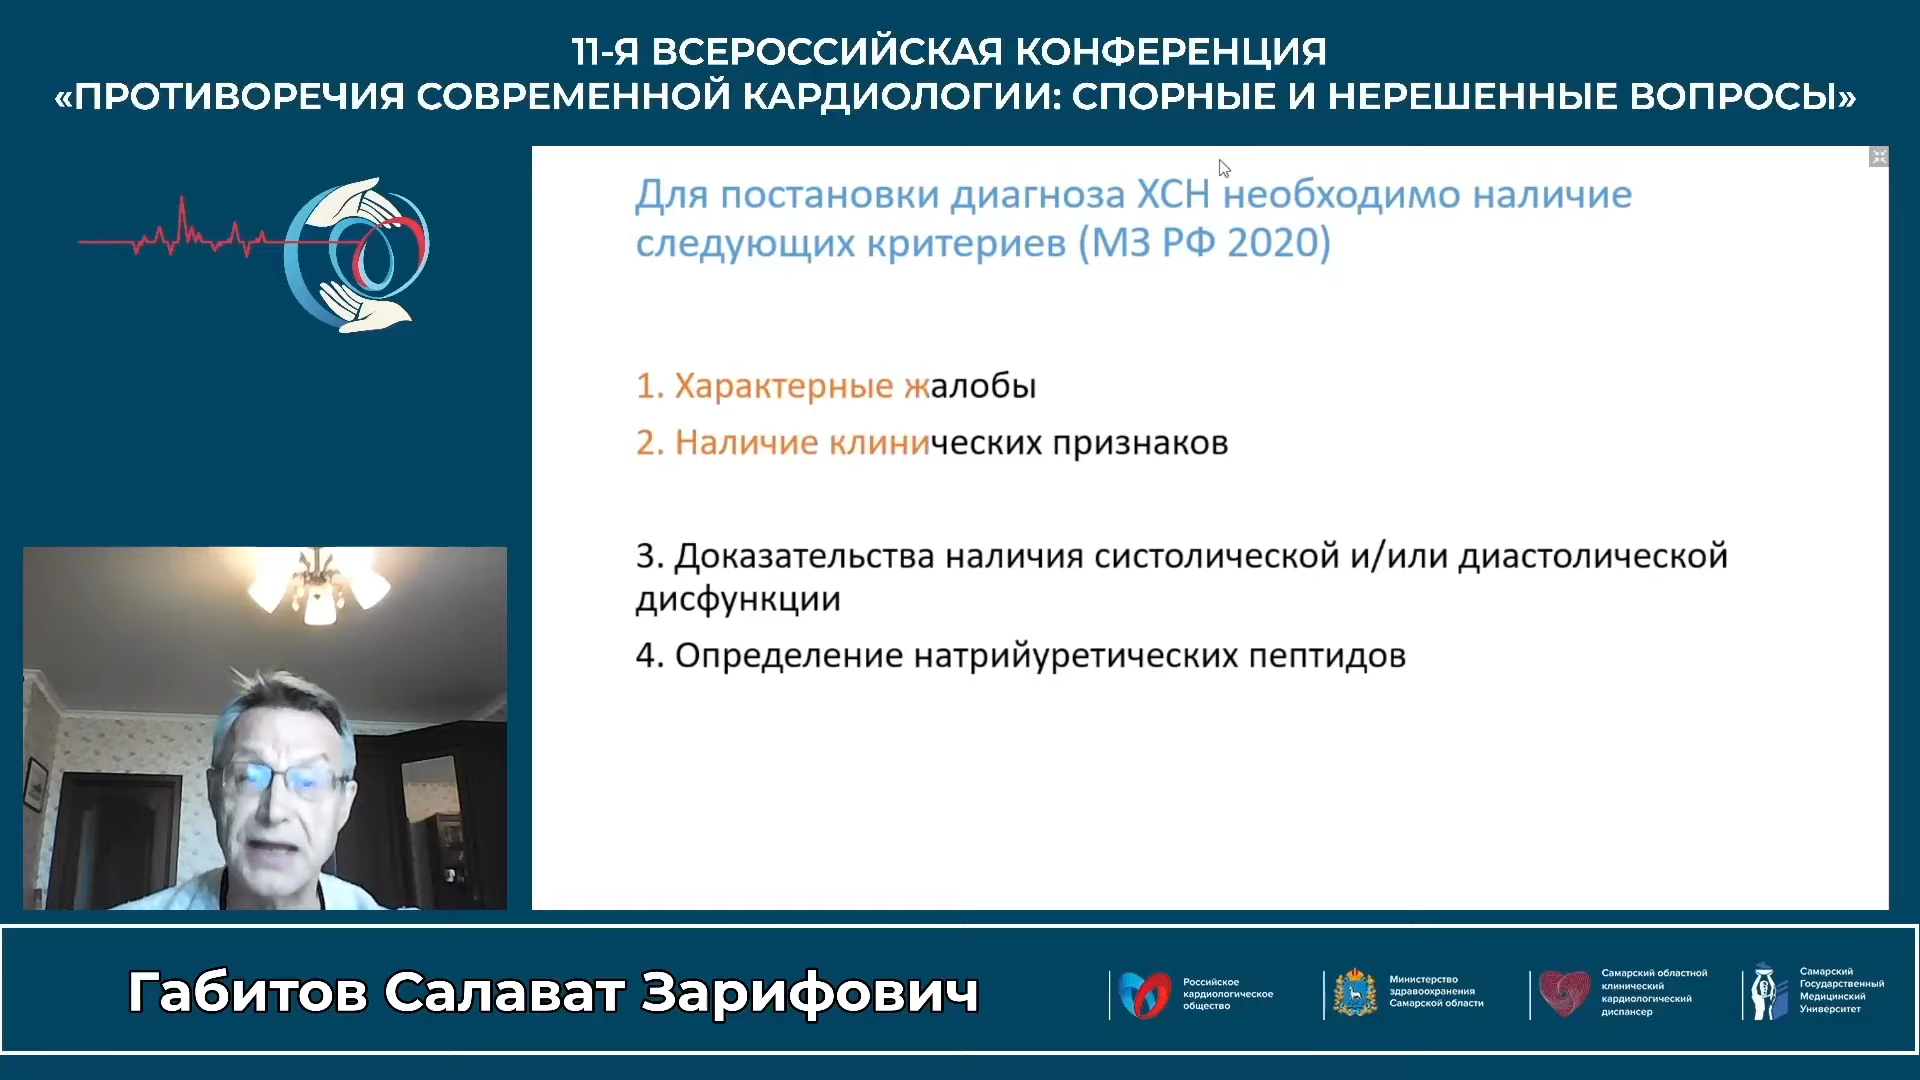 11-Я ВСЕРОССИЙСКАЯ КОНФЕРЕНЦИЯ
«ПРОТИВОРЕЧИЯ СОВРЕМЕННОЙ КАРДИОЛОГИИ: СПОРНЫЕ И НЕРЕШЕННЫЕ ВОПРОСЫ»
Для постановки диагноза ХСН необходимо наличие
следующих критериев (МЗ РФ 2020)
1. Характерные жалобы
2. Наличие клинических признаков
3. Доказательства наличия систолической и/или диастолической
дисфункции
4. Определение натрийуретических пептидов
Габитов Салават Зарифович
Российское
кардиологическое
общество
Министерство
здравоохранения
Самарской области
Самарский областной
клинический
кардиологический
диспансер
Самарский
Государственный
Медицинский
Университет